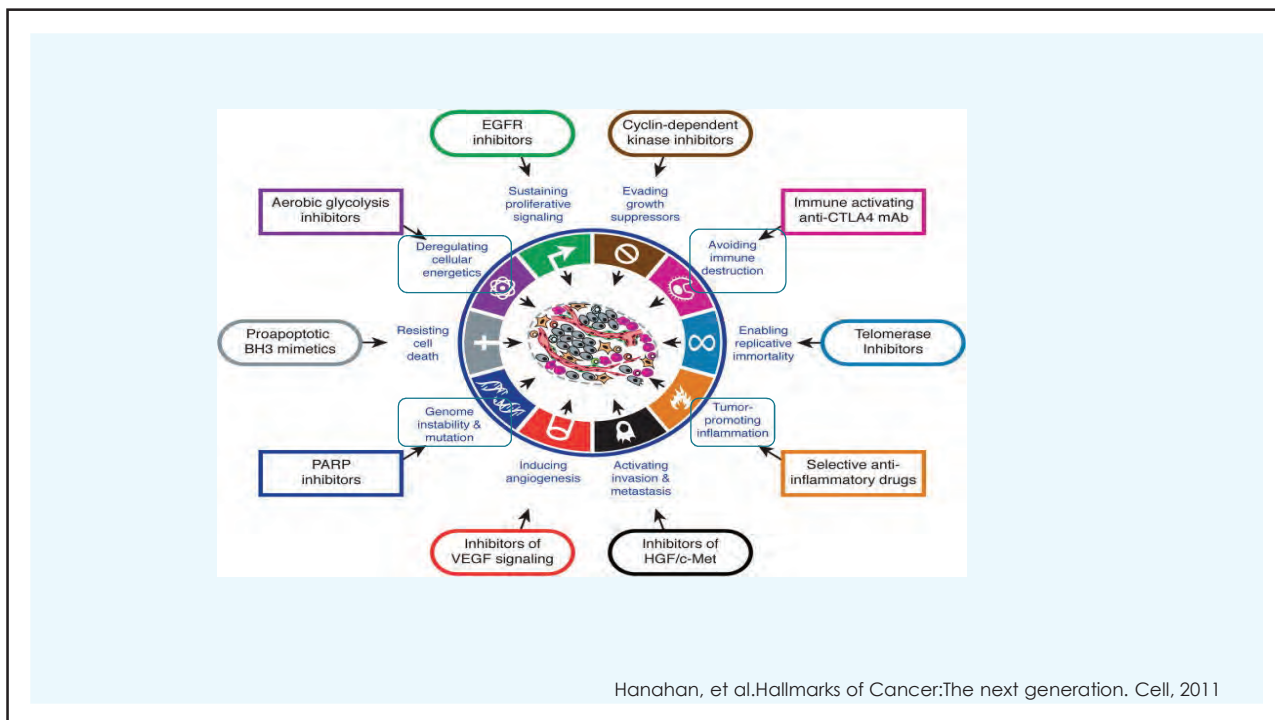 EGFR
inhibitors
Cyclin-dependent
kinase inhibitors
Sustaining
proliferative
signaling
Evading
growth
suppressors
Aerobic glycolysis
inhibitors
Immune activating
anti-CTLA4 mAb
Deregulating
cellular
energetics
Avoiding
immune
destruction
Proapoptotic
BH3 mimetics
Resisting
cell
death
Enabling
replicative
immortality
Telomerase
Inhibitors
Genome
instability &
mutation
Tumor-
promoting
inflammation
PARP
inhibitors
Inducing
angiogenesis
Activating
invasion &
metastasis
Selective anti-
inflammatory drugs
Inhibitors of
VEGF signaling
Inhibitors of
HGF/c-Met
Hanahan, et al.Hallmarks of Cancer:The next generation. Cell, 2011